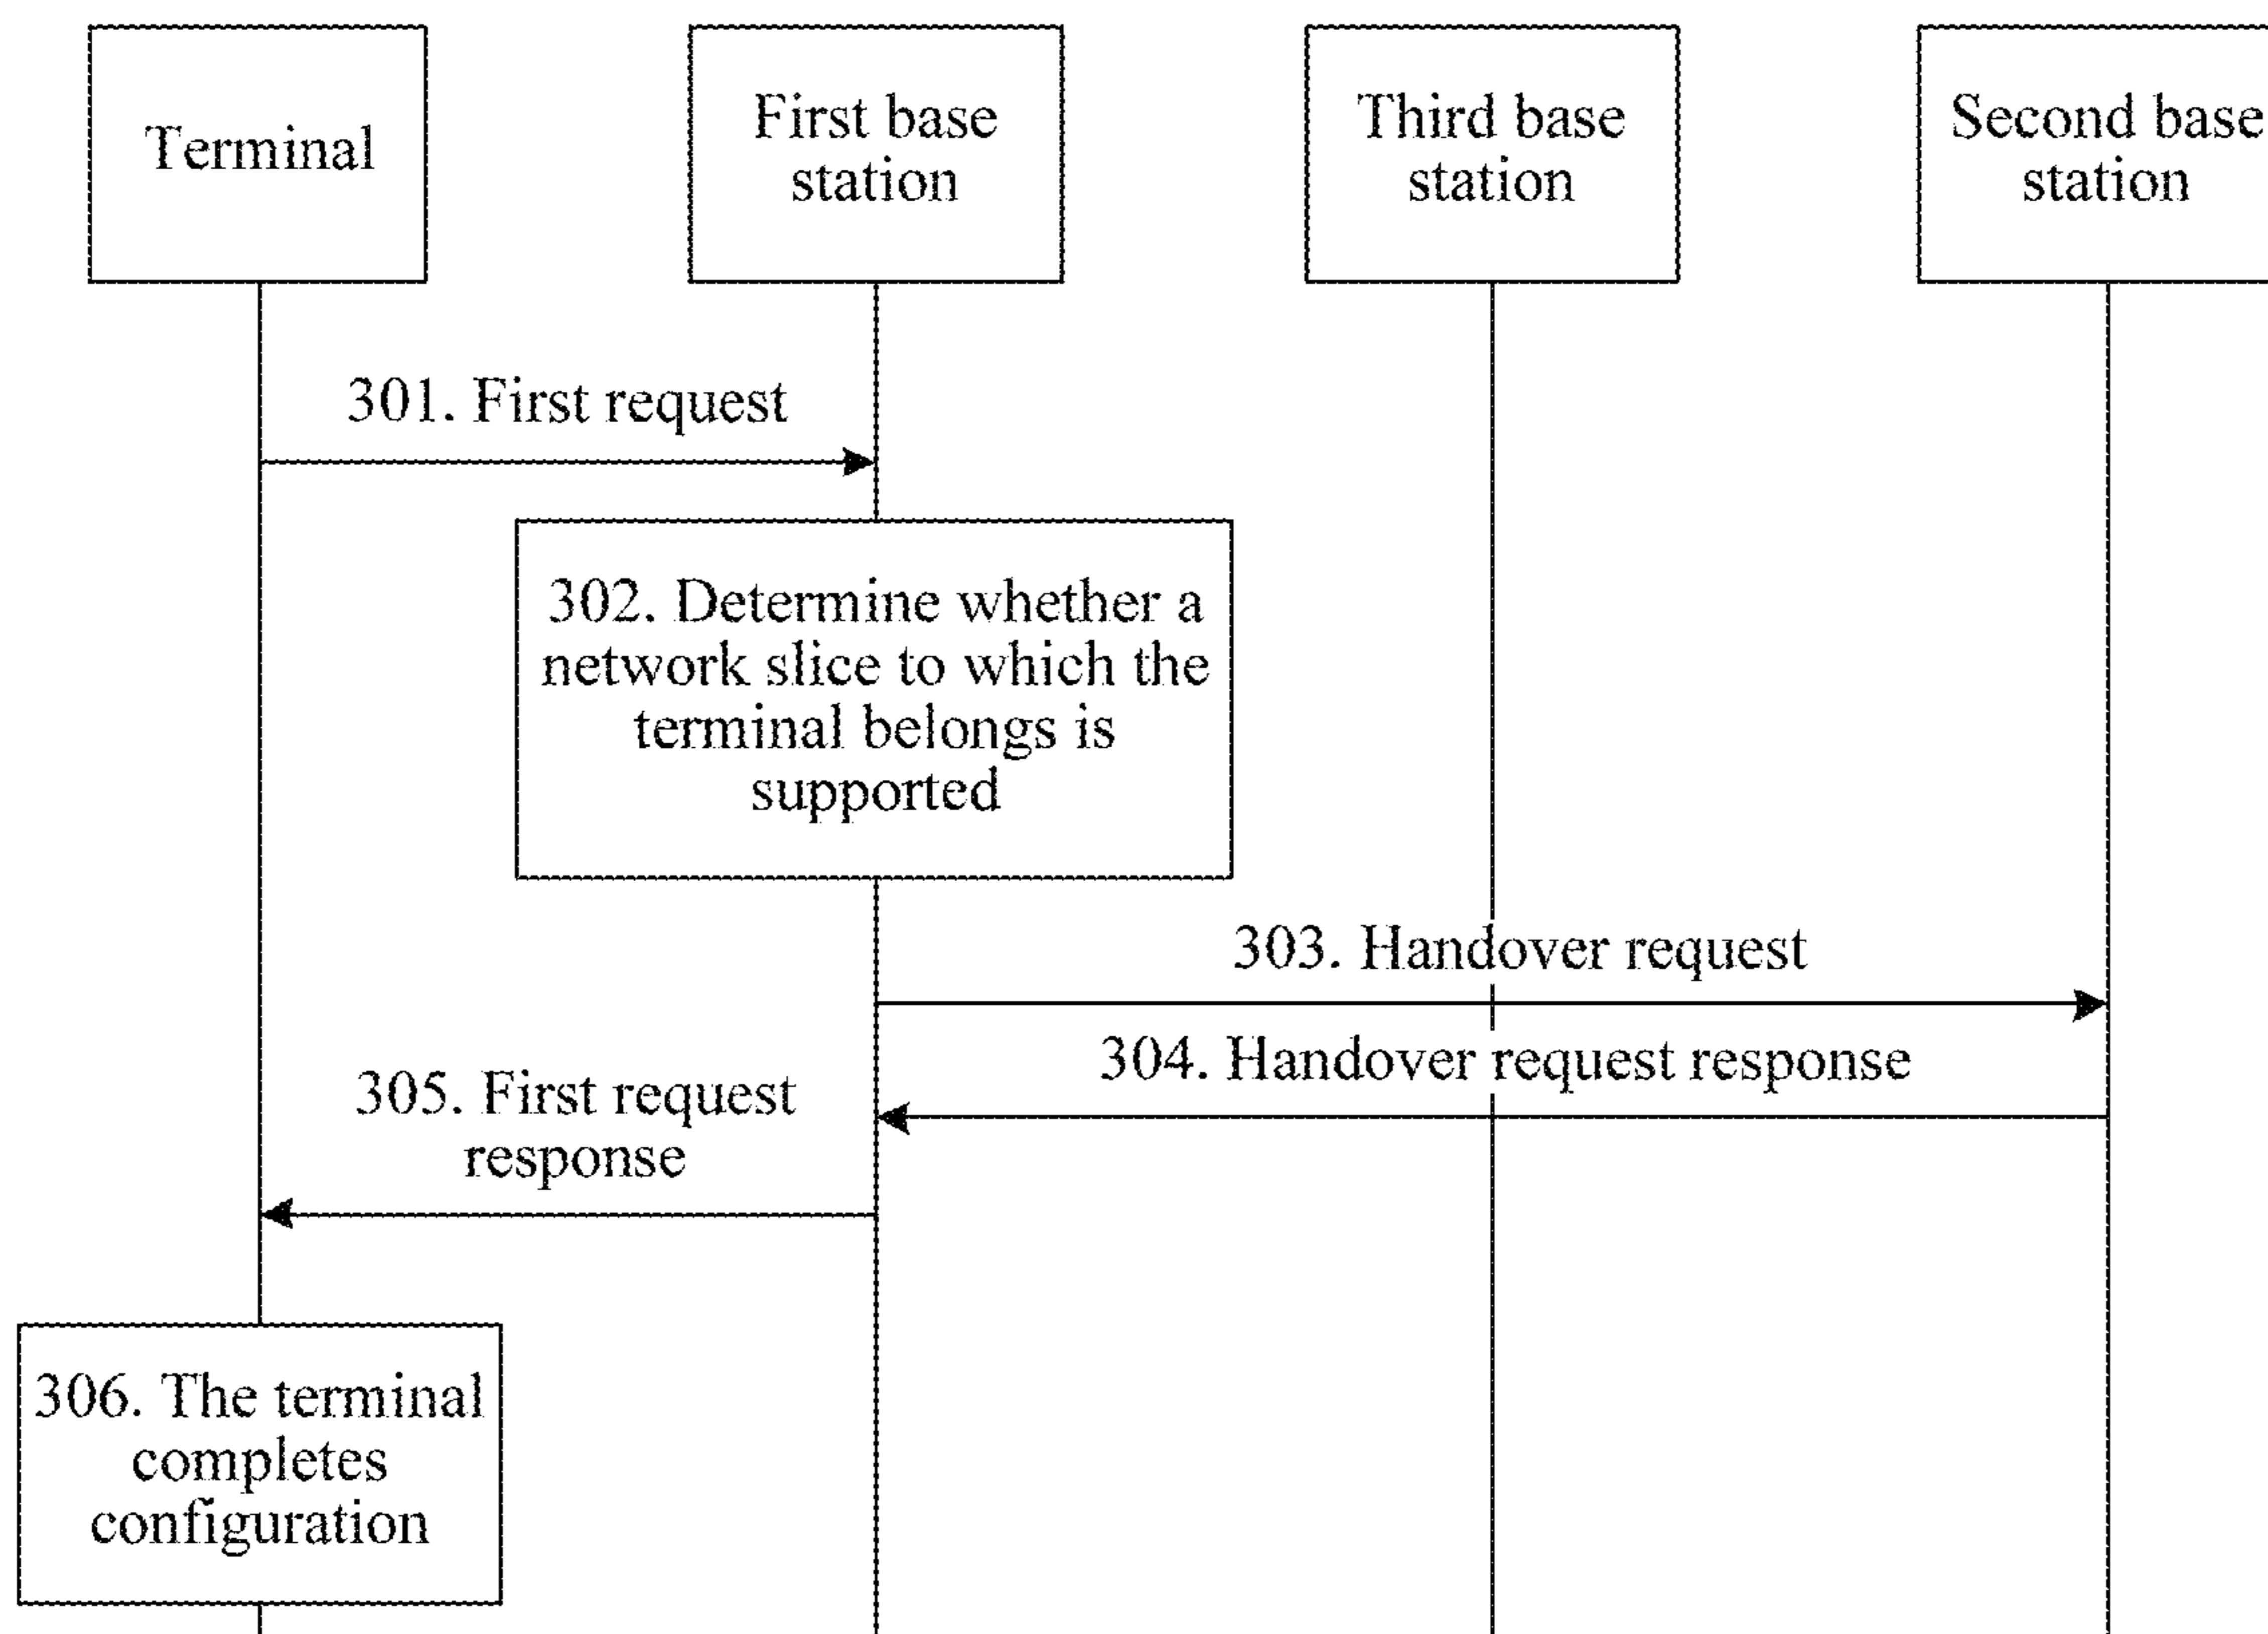 Terminal
First base
station
Third base
station
Second base
station
301. First request
302. Determine whether a
network slice to which the
terminal belongs is
supported
303. Handover request
304. Handover request response
305. First request
response
306. The terminal
completes
configuration